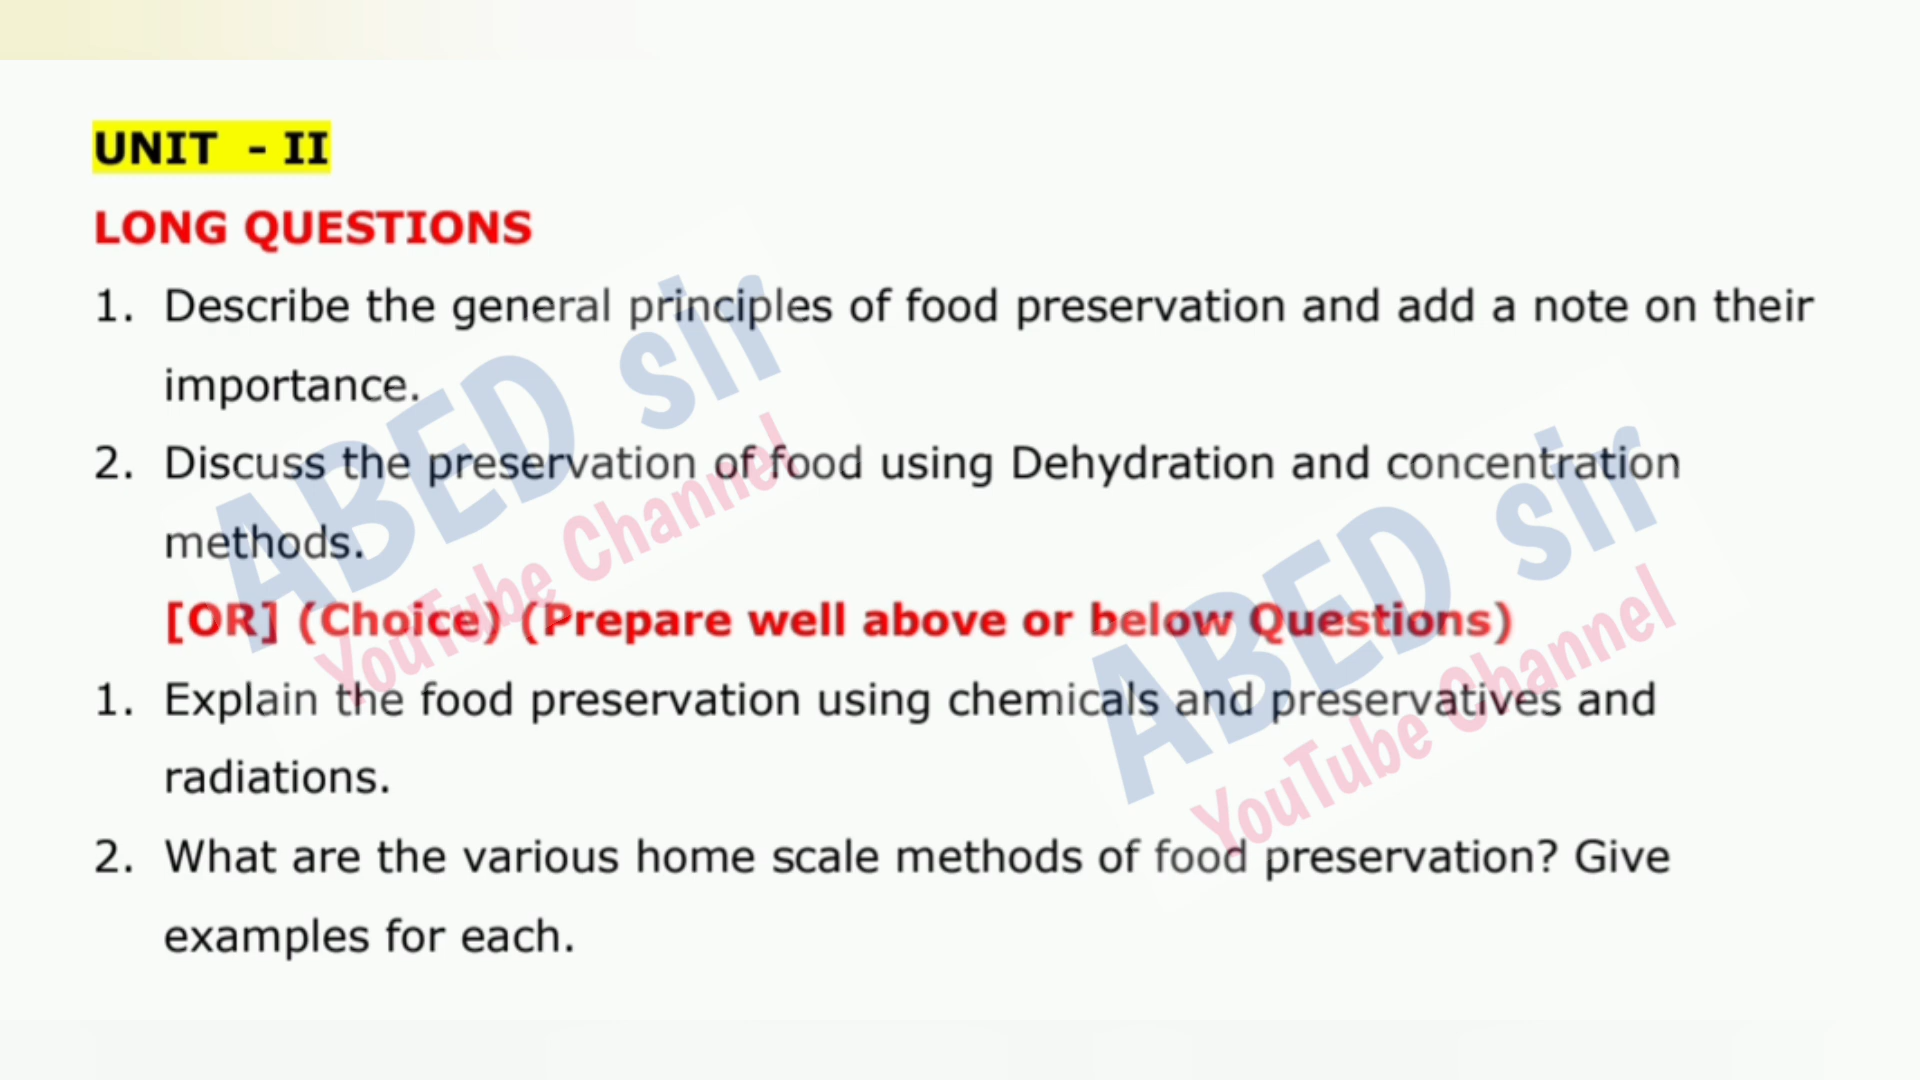 UNIT - II
LONG QUESTIONS
1. Describe the general principles of food preservation and add a note on their
importance.
2. Discuss the preservation of food using Dehydration and concentration
methods.
[OR] (Choice) (Prepare well above or below Questions)
1. Explain the food preservation using chemicals and preservatives and
radiations.
2. What are the various home scale methods of food preservation? Give
examples for each.
ABED sir
YouTube Channel
ABED sir
YouTube Channel